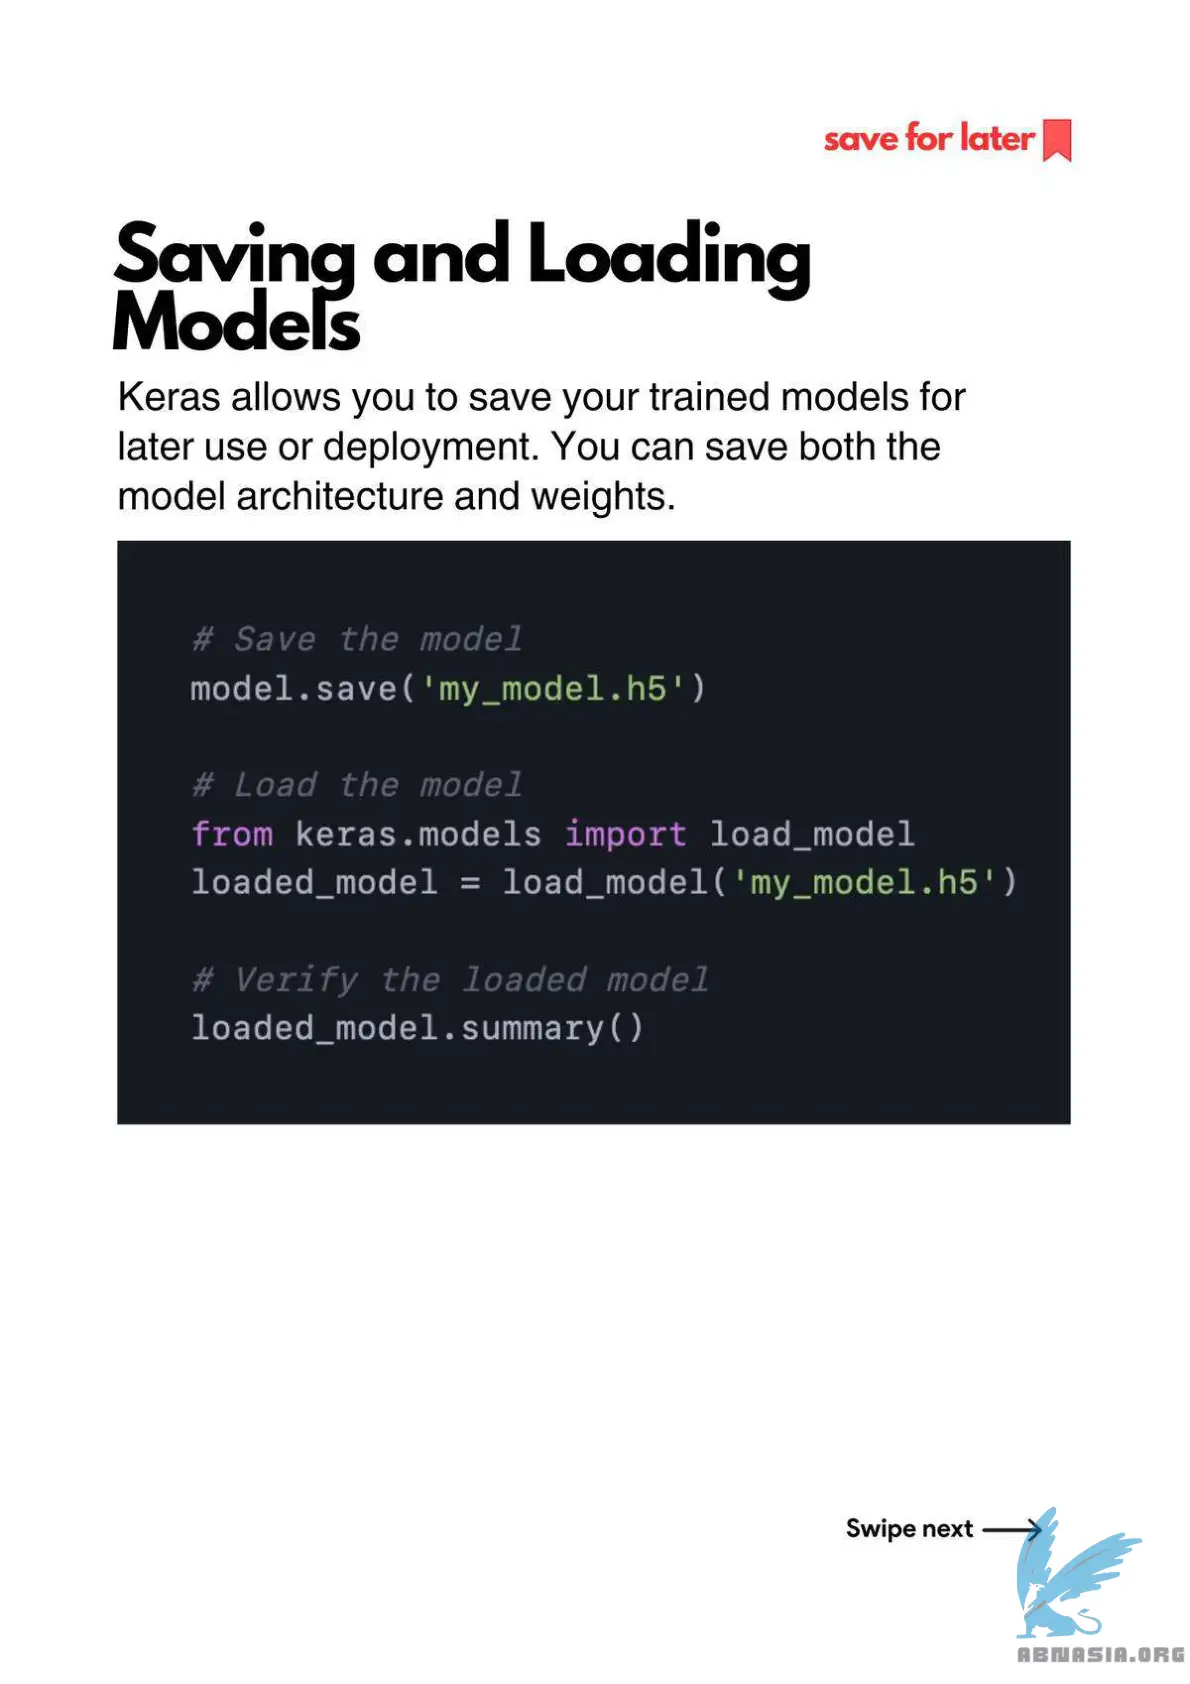 save for later
Saving and Loading
Models
Keras allows you to save your trained models for
later use or deployment. You can save both the
model architecture and weights.
# Save the model
model.save('my_model.h5')
# Load the model
from keras.models import load_model
loaded_model = load_model('my_model.h5')
# Verify the loaded model
loaded_model.summary()
Swipe next
ABNASIA.ORG